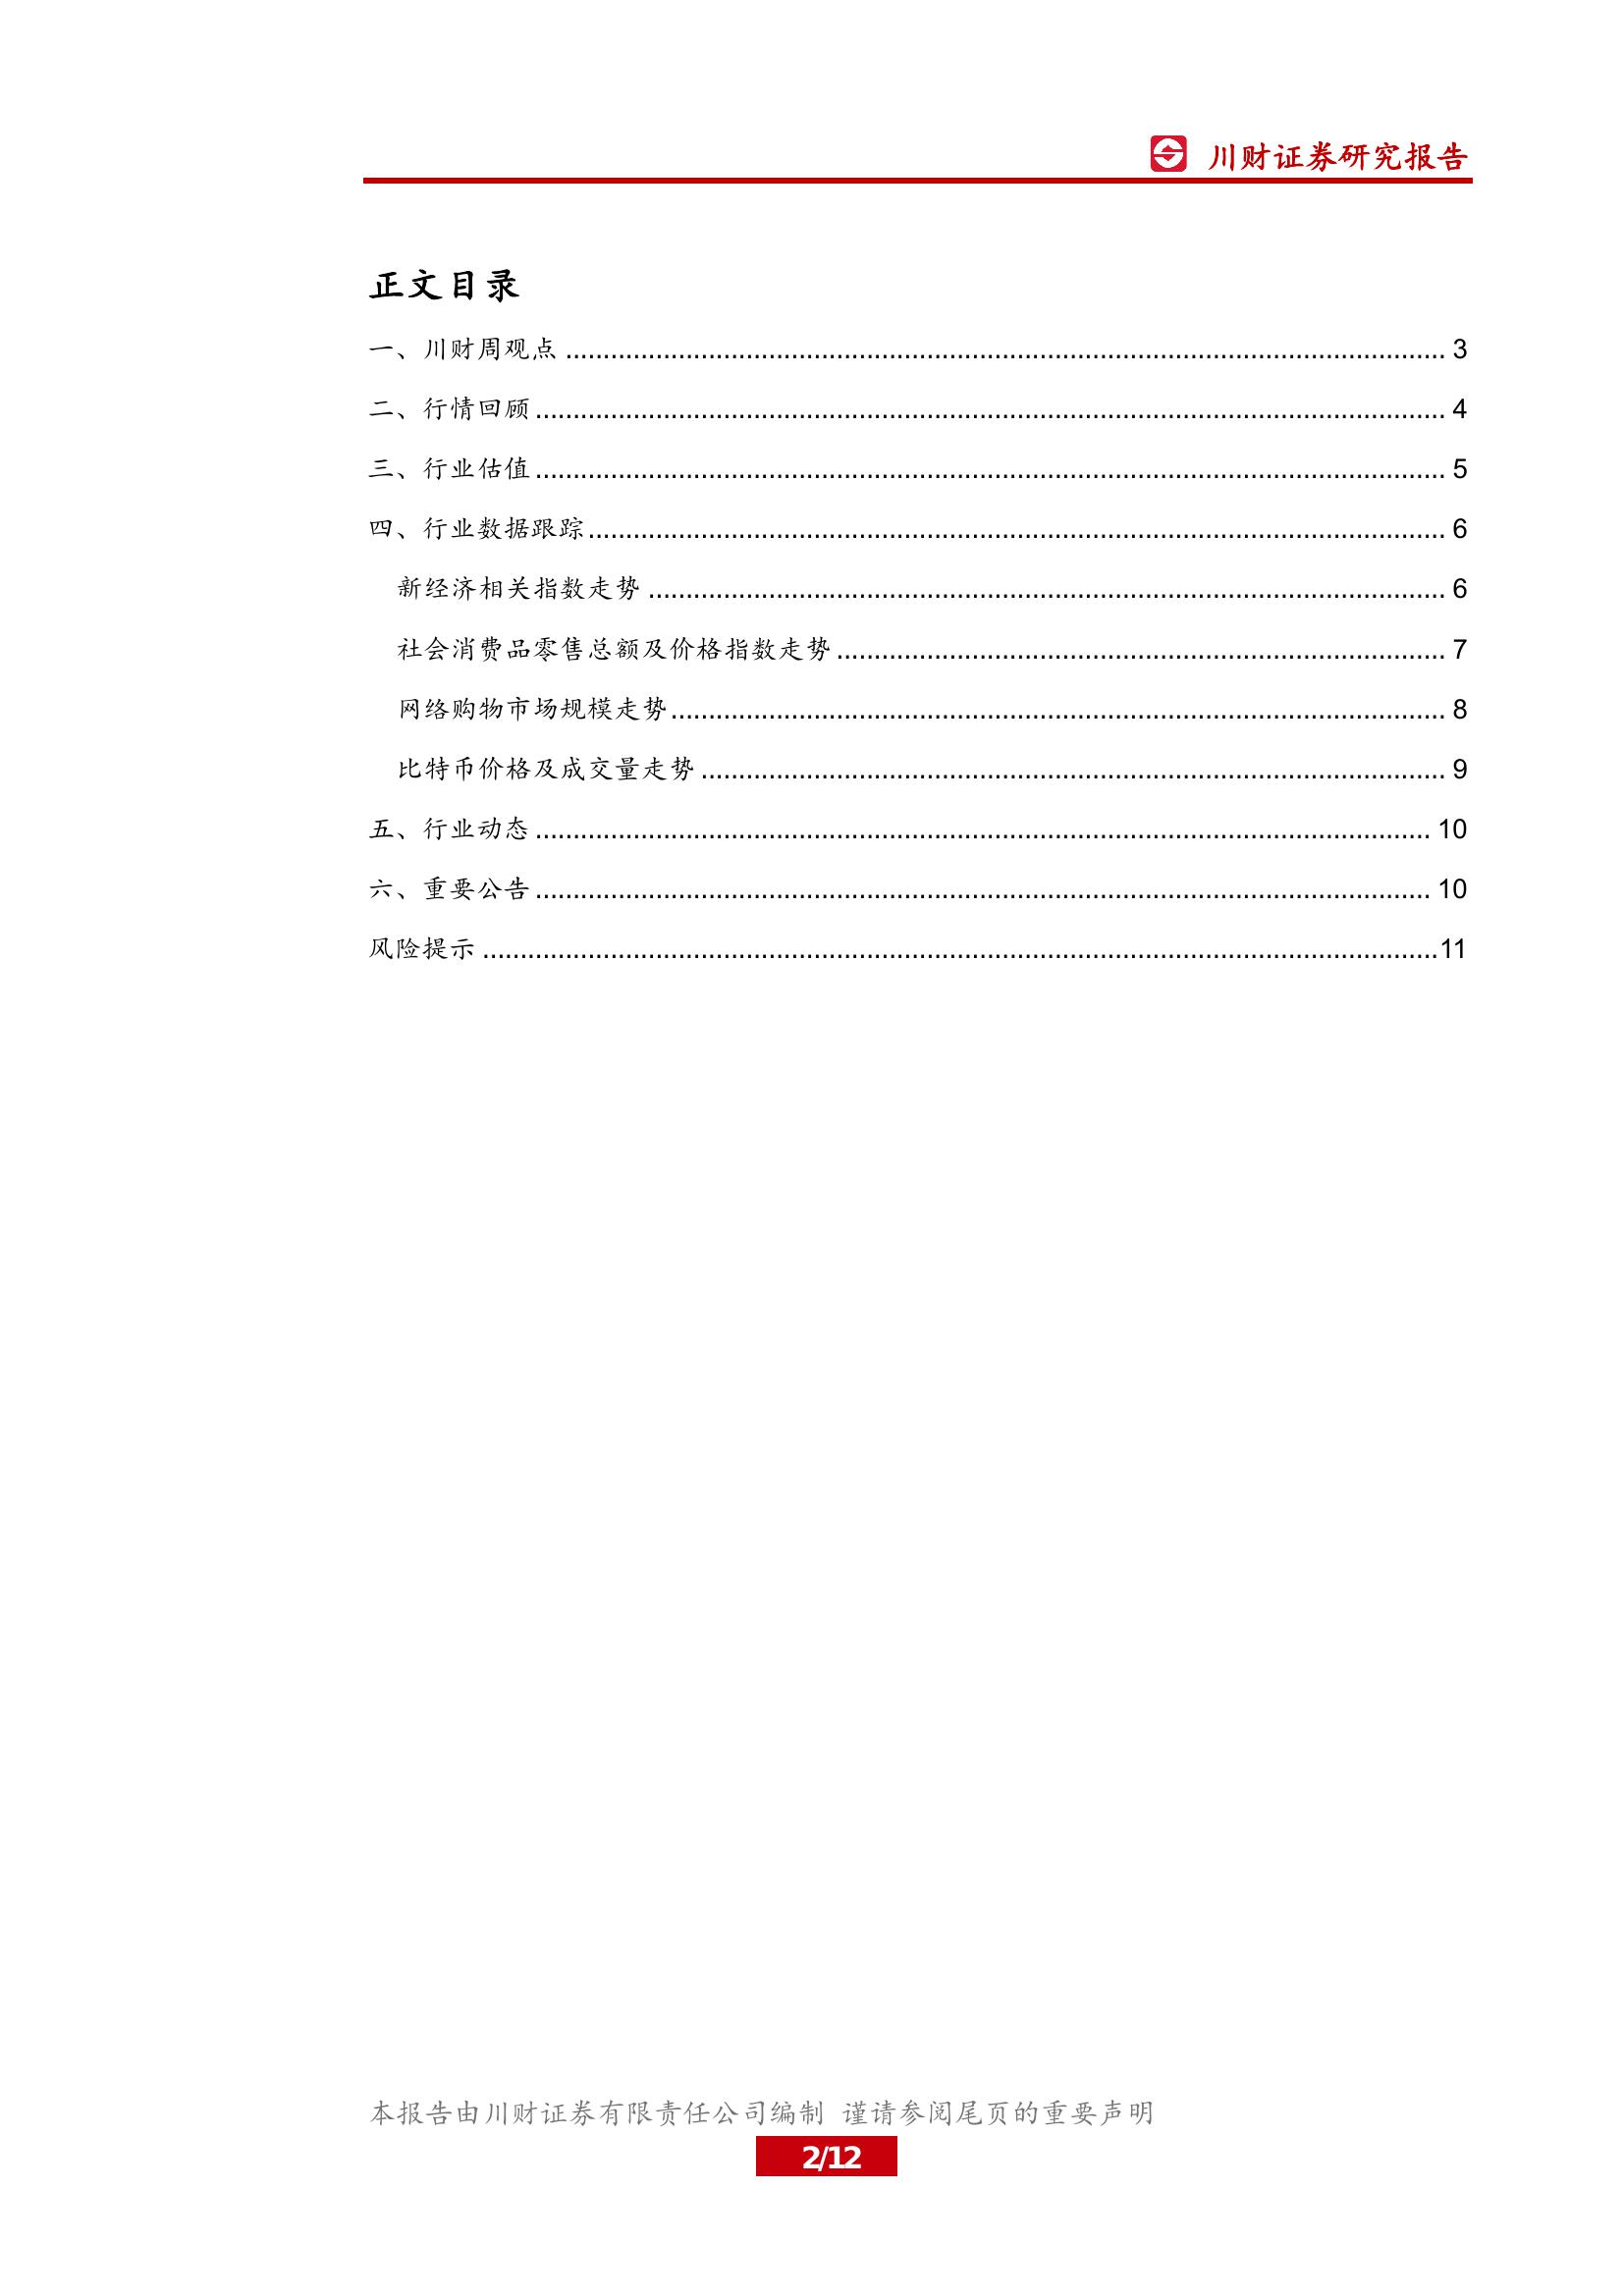 川财证券研究报告
正文目录
一、川财周观点 ........ 3
二、行情回顾 ........ 4
三、行业估值 ........ 5
四、行业数据跟踪 ........ 6
新经济相关指数走势 ........ 6
社会消费品零售总额及价格指数走势 ........ 7
网络购物市场规模走势 ........ 8
比特币价格及成交量走势 ........ 9
五、行业动态 ........ 10
六、重要公告 ........ 10
风险提示 ........ 11
本报告由川财证券有限责任公司编制 谨请参阅尾页的重要声明
2/12